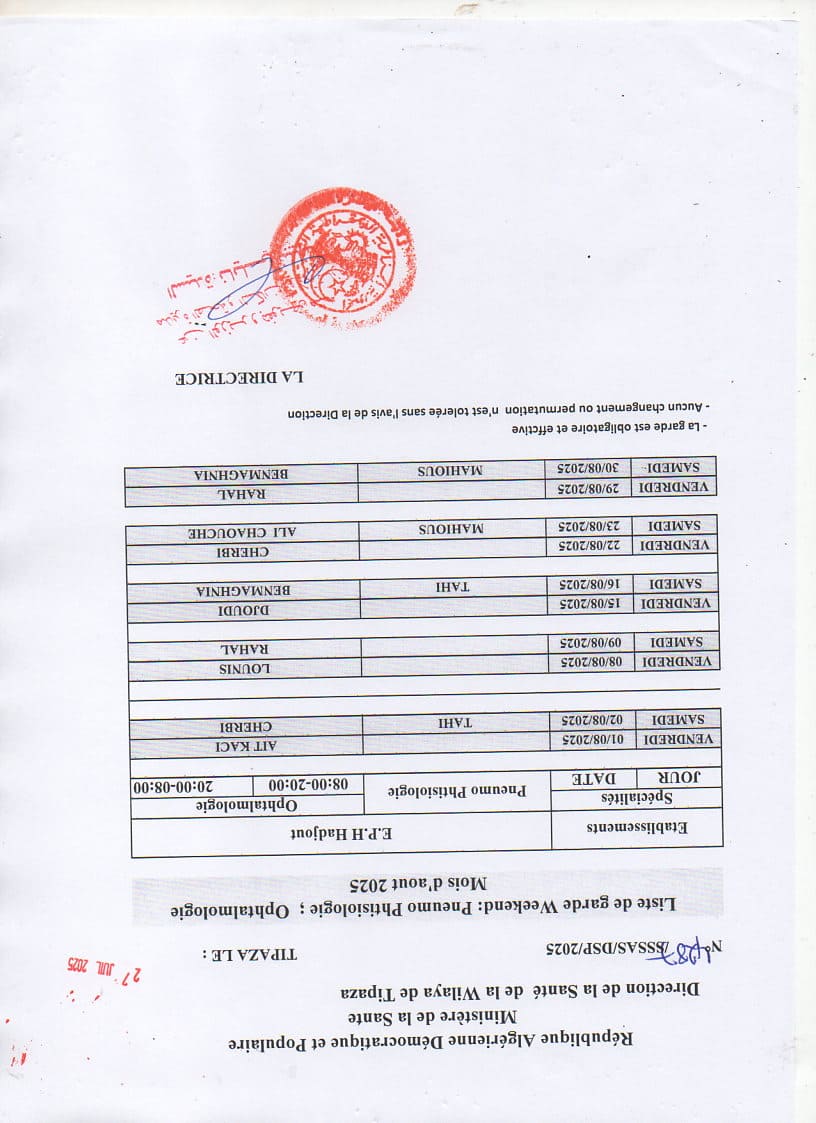 République Algérienne Démocratique et Populaire
Ministère de la Sante
Direction de la Santé de la Wilaya de Tipaza
27 JUIL 2025
N° SSSAS/DSP/2025 TIPAZA LE :
Liste de garde Weekend: Pneumo Phtisiologie ; Ophtalmologie
Mois d'aout 2025
Etablissements E.P.H Hadjout
Spécialités Pneumo Phtisiologie Ophtalmologie
JOUR DATE 08:00-20:00 20:00-08:00
VENDREDI 01/08/2025 AIT KACI
SAMEDI 02/08/2025 TAHI CHERBI
VENDREDI 08/08/2025 LOUNIS
SAMEDI 09/08/2025 RAHAL
VENDREDI 15/08/2025 DJOUDI
SAMEDI 16/08/2025 TAHI BENMAGHNIA
VENDREDI 22/08/2025 CHERBI
SAMEDI 23/08/2025 MAHIOUS ALI CHAOUCHE
VENDREDI 29/08/2025 RAHAL
SAMEDI 30/08/2025 MAHIOUS BENMAGHNIA
- La garde est obligatoire et effctive
- Aucun changement ou permutation n'est tolerée sans l'avis de la Direction
LA DIRECTRICE
عن الوزير و بتفويض
مديرة الصحة و السكان
السيدة: